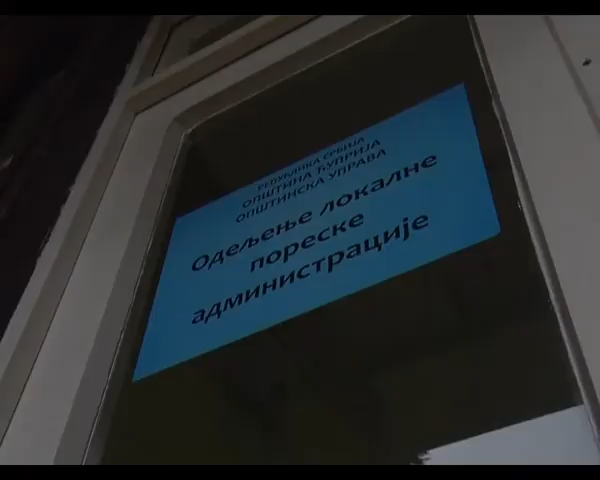 РЕПУБЛИКА СРБИЈА
ОПШТИНА ЋУПРИЈА
ОПШТИНСКА УПРАВА
Одељење локалне
пореске
администрације